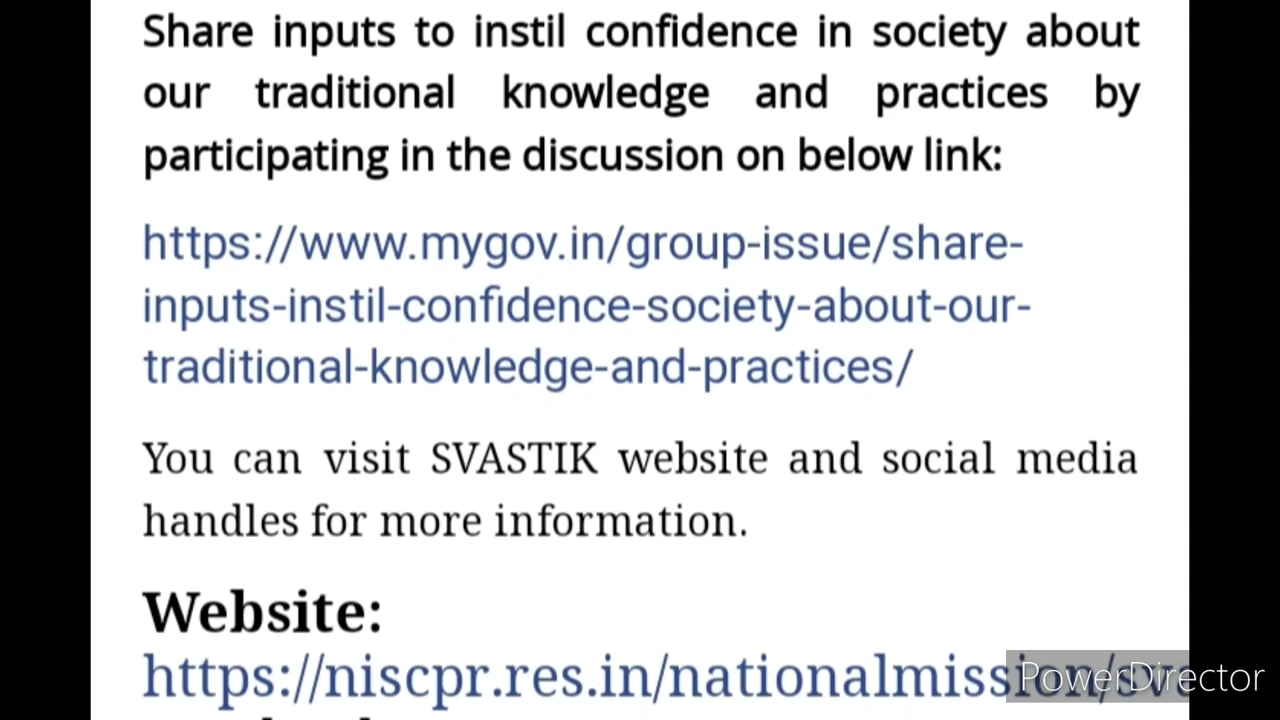 Share inputs to instil confidence in society about
our traditional knowledge and practices by
participating in the discussion on below link:
https://www.mygov.in/group-issue/share-
inputs-instil-confidence-society-about-our-
traditional-knowledge-and-practices/
You can visit SVASTIK website and social media
handles for more information.
Website:
https://niscpr.res.in/nationalmission/sva
PowerDirector